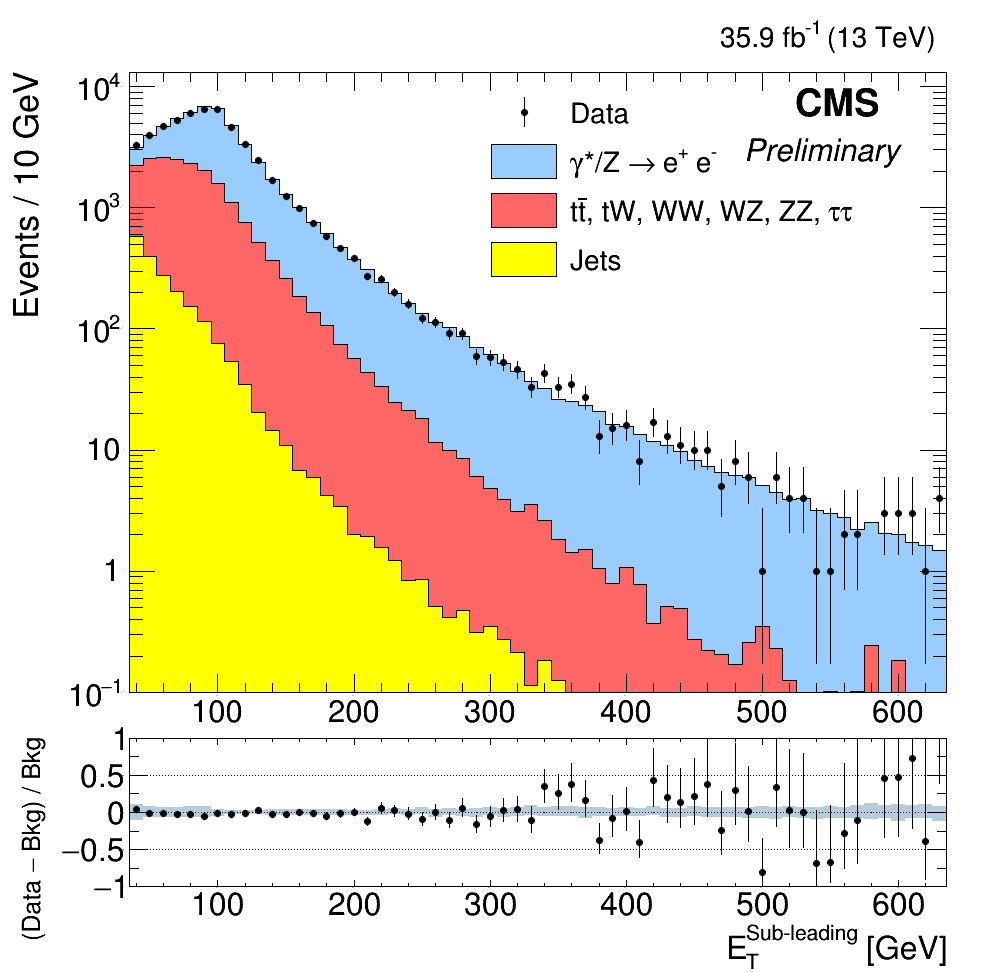 35.9 fb⁻¹ (13 TeV)
CMS
Preliminary
Data
γ*/Z → e⁺ e⁻
tt̄, tW, WW, WZ, ZZ, ττ
Jets
Events / 10 GeV
10⁴
10³
10²
10
1
10⁻¹
100 200 300 400 500 600
(Data − Bkg) / Bkg
1
0.5
0
−0.5
−1
100 200 300 400 500 600
E_T^Sub-leading [GeV]